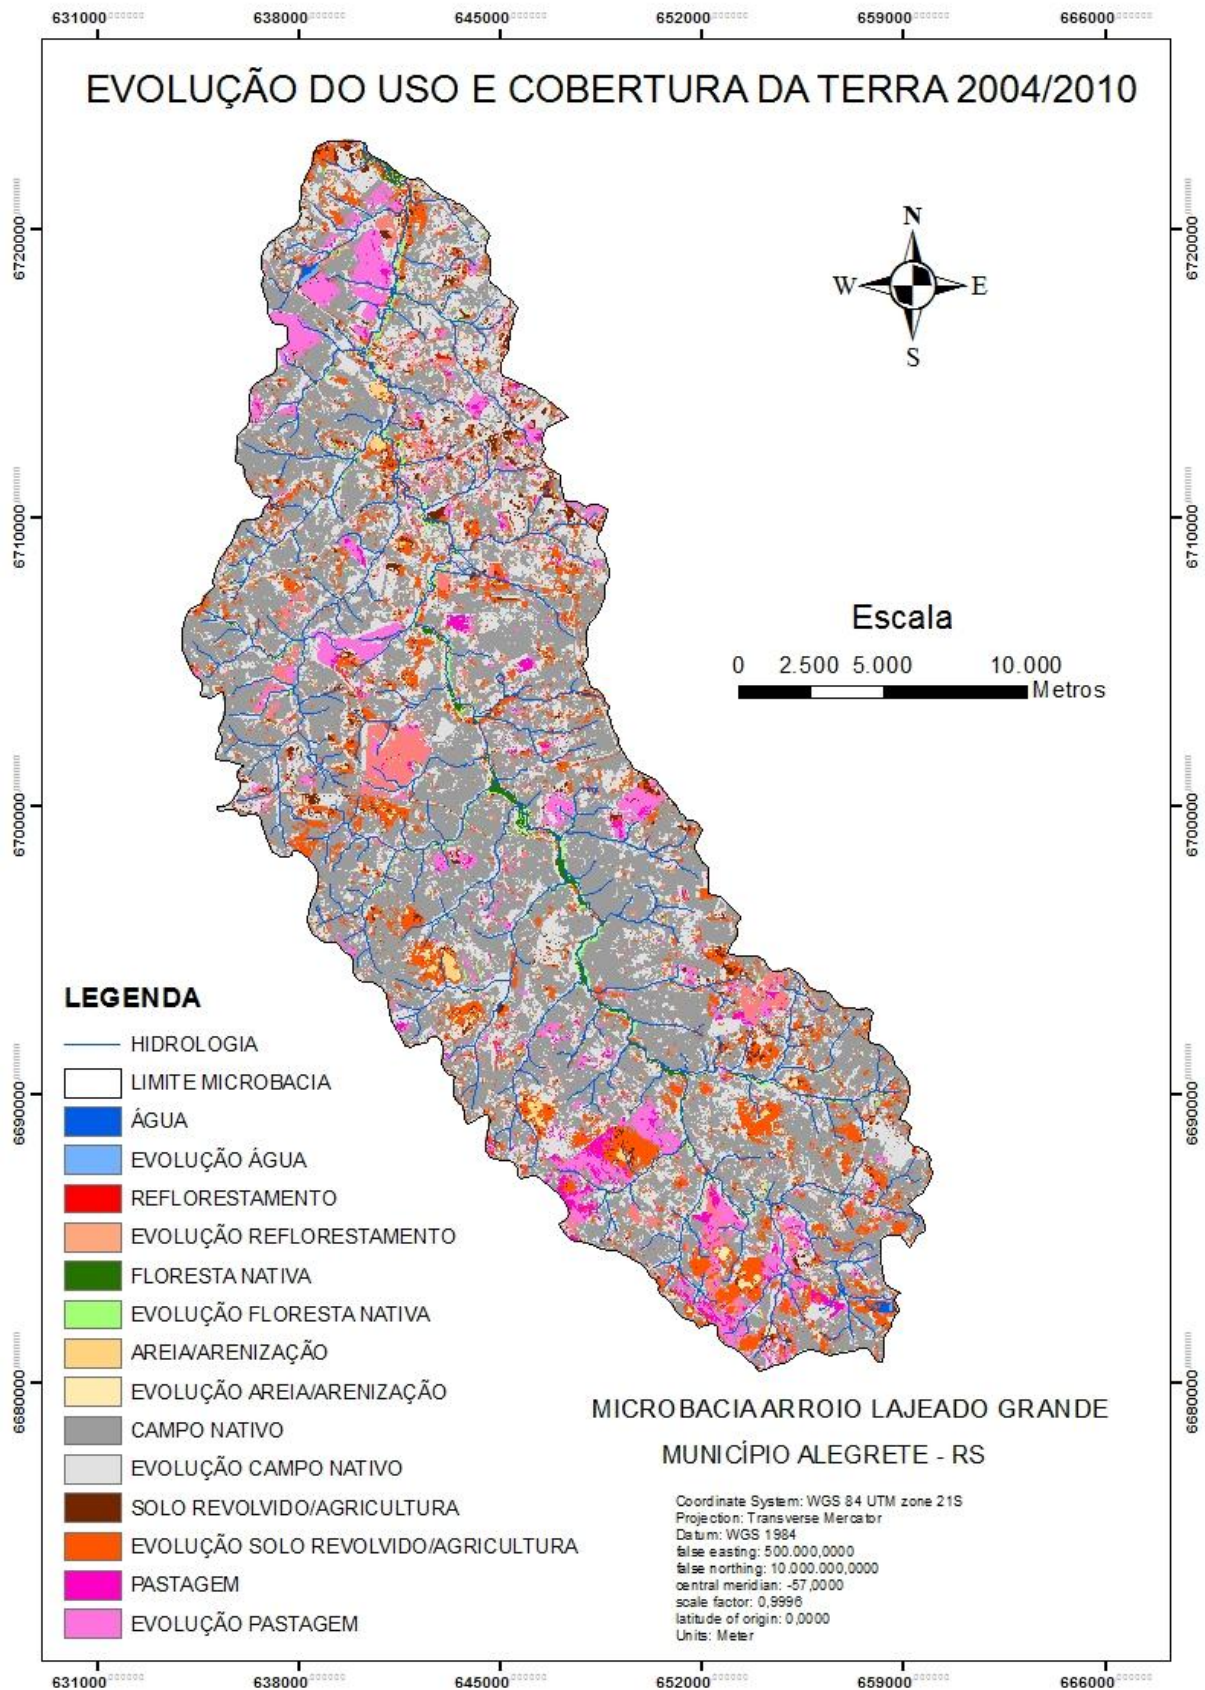 631000 638000 645000 652000 659000 666000
EVOLUÇÃO DO USO E COBERTURA DA TERRA 2004/2010
N
W E
S
6720000 6720000
6710000 6710000
Escala
0 2.500 5.000 10.000
Metros
6700000 6700000
LEGENDA
HIDROLOGIA
LIMITE MICROBACIA
ÁGUA
EVOLUÇÃO ÁGUA
REFLORESTAMENTO
EVOLUÇÃO REFLORESTAMENTO
FLORESTA NATIVA
EVOLUÇÃO FLORESTA NATIVA
AREIA/ARENIZAÇÃO
EVOLUÇÃO AREIA/ARENIZAÇÃO
CAMPO NATIVO
EVOLUÇÃO CAMPO NATIVO
SOLO REVOLVIDO/AGRICULTURA
EVOLUÇÃO SOLO REVOLVIDO/AGRICULTURA
PASTAGEM
EVOLUÇÃO PASTAGEM
6690000 6690000
6680000 6680000
MICROBACIA ARROIO LAJEADO GRANDE
MUNICÍPIO ALEGRETE - RS
Coordinate System: WGS 84 UTM zone 21S
Projection: Transverse Mercator
Datum: WGS 1984
false easting: 500.000,0000
false northing: 10.000.000,0000
central meridian: -57,0000
scale factor: 0,9996
latitude of origin: 0,0000
Units: Meter
631000 638000 645000 652000 659000 666000